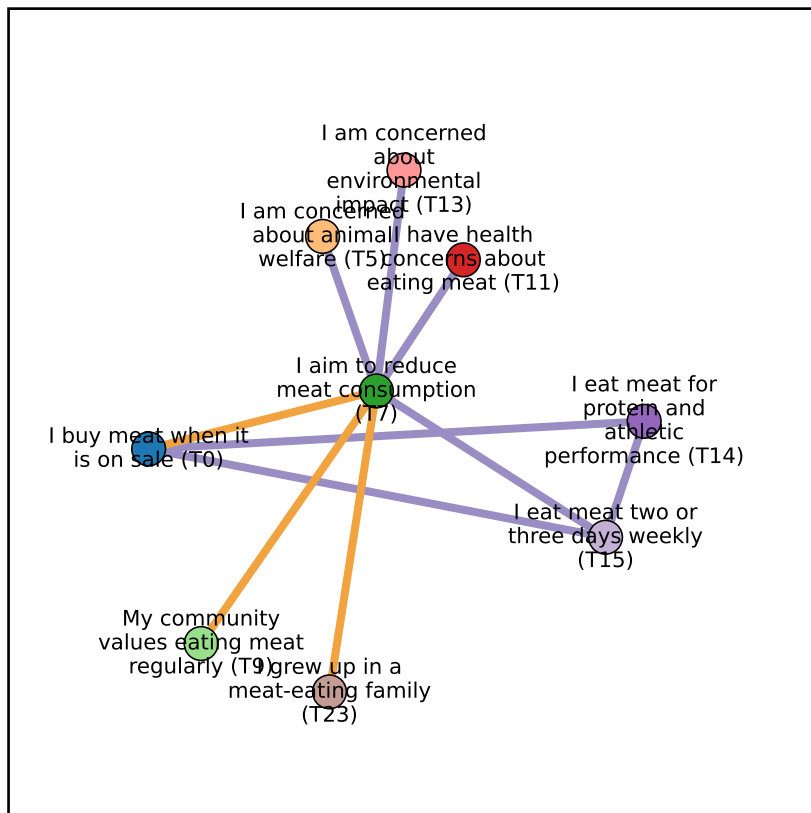 I am concerned
about
environmental
impact (T13)
I am concerned
about animal
welfare (T5)
I have health
concerns about
eating meat (T11)
I aim to reduce
meat consumption
(T7)
I eat meat for
protein and
athletic
performance (T14)
I buy meat when it
is on sale (T0)
I eat meat two or
three days weekly
(T15)
My community
values eating meat
regularly (T9)
I grew up in a
meat-eating family
(T23)